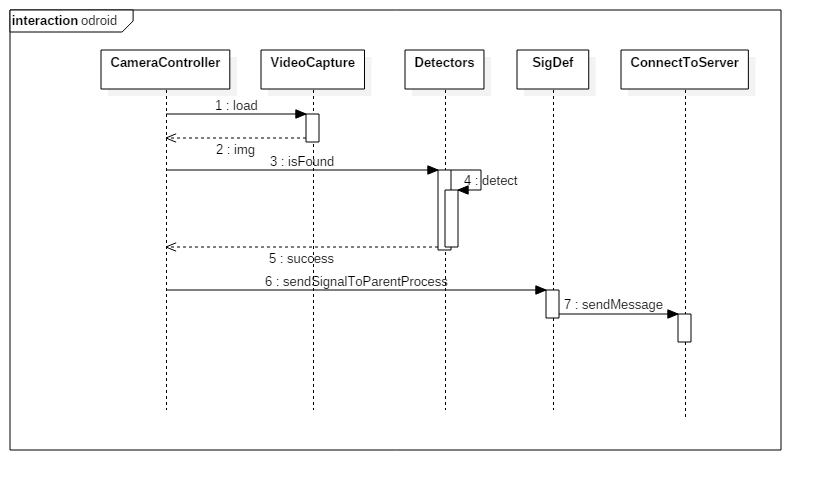 interaction odroid
CameraController
VideoCapture
Detectors
SigDef
ConnectToServer
1 : load
2 : img
3 : isFound
4 : detect
5 : success
6 : sendSignalToParentProcess
7 : sendMessage